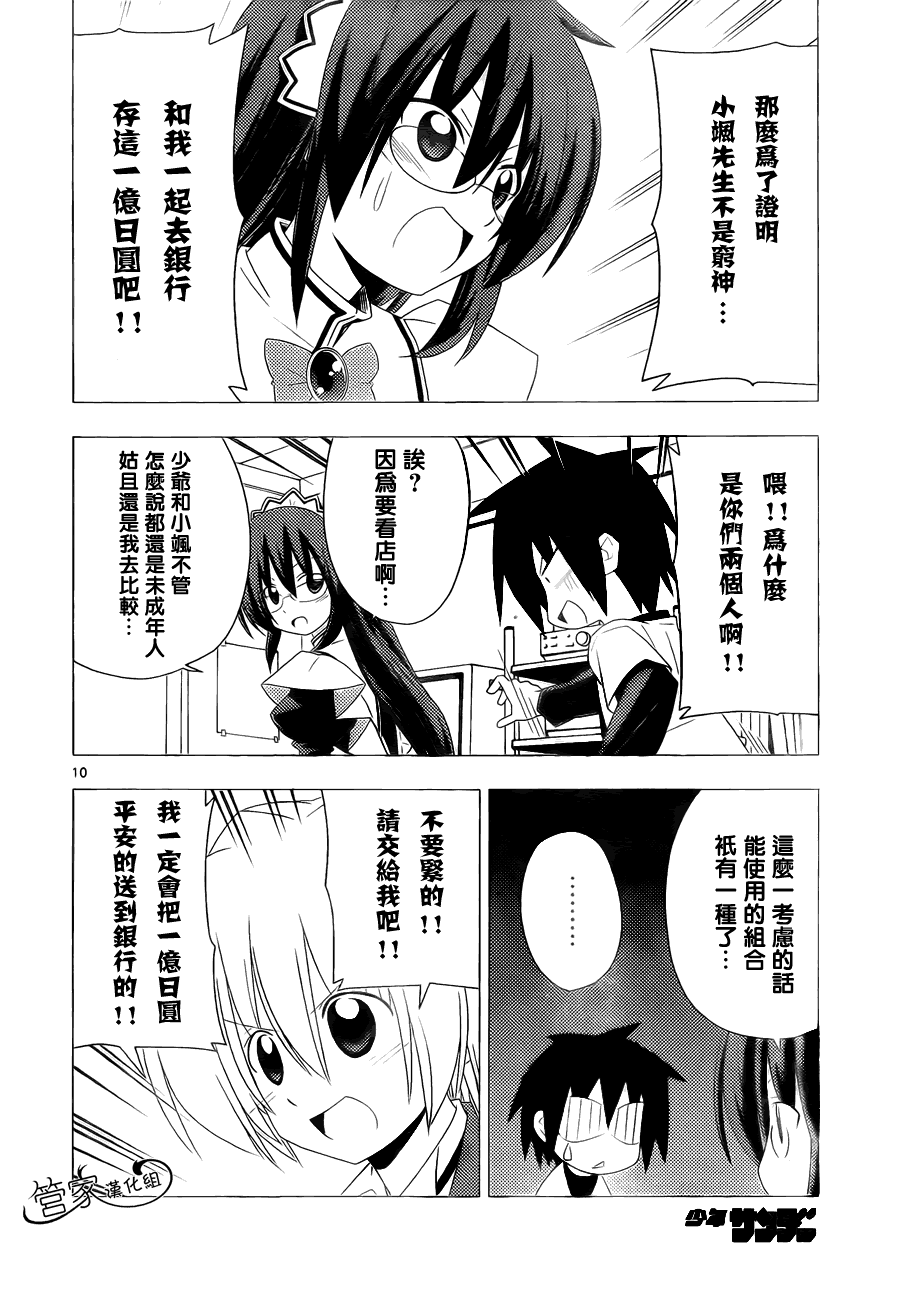 那麼爲了證明
小颯先生不是窮神…
和我一起去銀行
存這一億日圓吧!!
喂!!爲什麼
是你們兩個人啊!!
誒?
因爲要看店啊…
少爺和小颯不管
怎麼說都還是未成年人
姑且還是我去比較…
10
這麼一考慮的話
能使用的組合
祇有一種了…
………
不要緊的!!
請交給我吧!!
我一定會把一億日圓
平安的送到銀行的!!
管家漢化組
少年サンデー